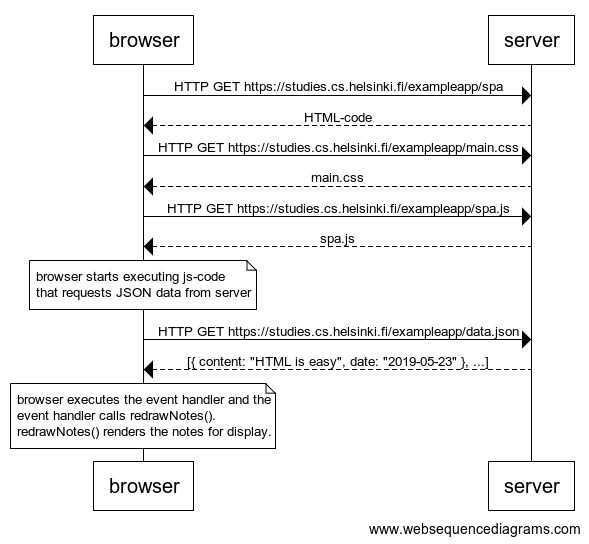 browser
server
HTTP GET https://studies.cs.helsinki.fi/exampleapp/spa
HTML-code
HTTP GET https://studies.cs.helsinki.fi/exampleapp/main.css
main.css
HTTP GET https://studies.cs.helsinki.fi/exampleapp/spa.js
spa.js
browser starts executing js-code
that requests JSON data from server
HTTP GET https://studies.cs.helsinki.fi/exampleapp/data.json
[{ content: "HTML is easy", date: "2019-05-23" }, ...]
browser executes the event handler and the
event handler calls redrawNotes().
redrawNotes() renders the notes for display.
browser
server
www.websequencediagrams.com